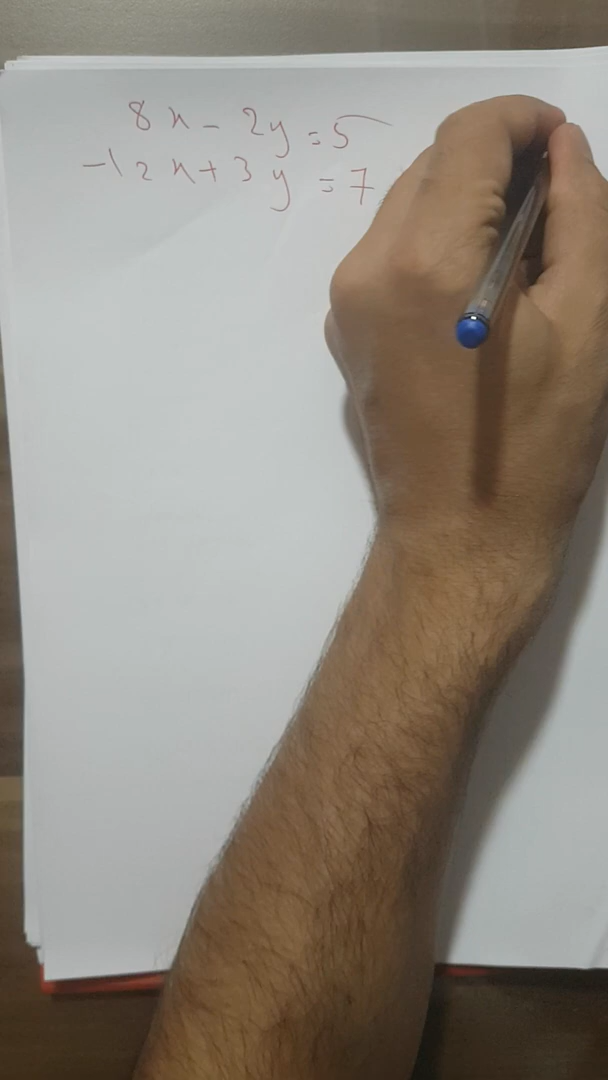 8x - 2y = 5
-12x + 3y = 7